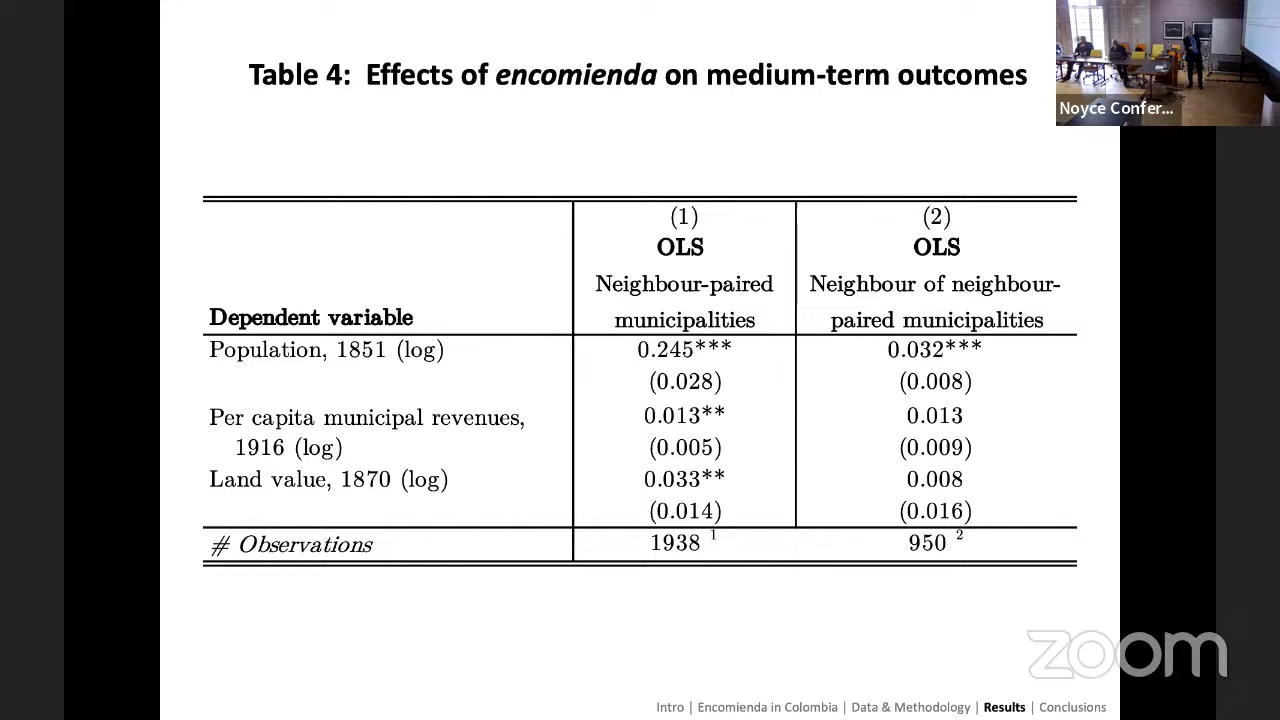 Table 4: Effects of encomienda on medium-term outcomes
Noyce Confer...
(1) (2)
OLS OLS
Neighbour-paired Neighbour of neighbour-
Dependent variable municipalities paired municipalities
Population, 1851 (log) 0.245*** 0.032***
(0.028) (0.008)
Per capita municipal revenues, 0.013** 0.013
1916 (log) (0.005) (0.009)
Land value, 1870 (log) 0.033** 0.008
(0.014) (0.016)
# Observations 1938 ¹ 950 ²
zoom
Intro | Encomienda in Colombia | Data & Methodology | Results | Conclusions